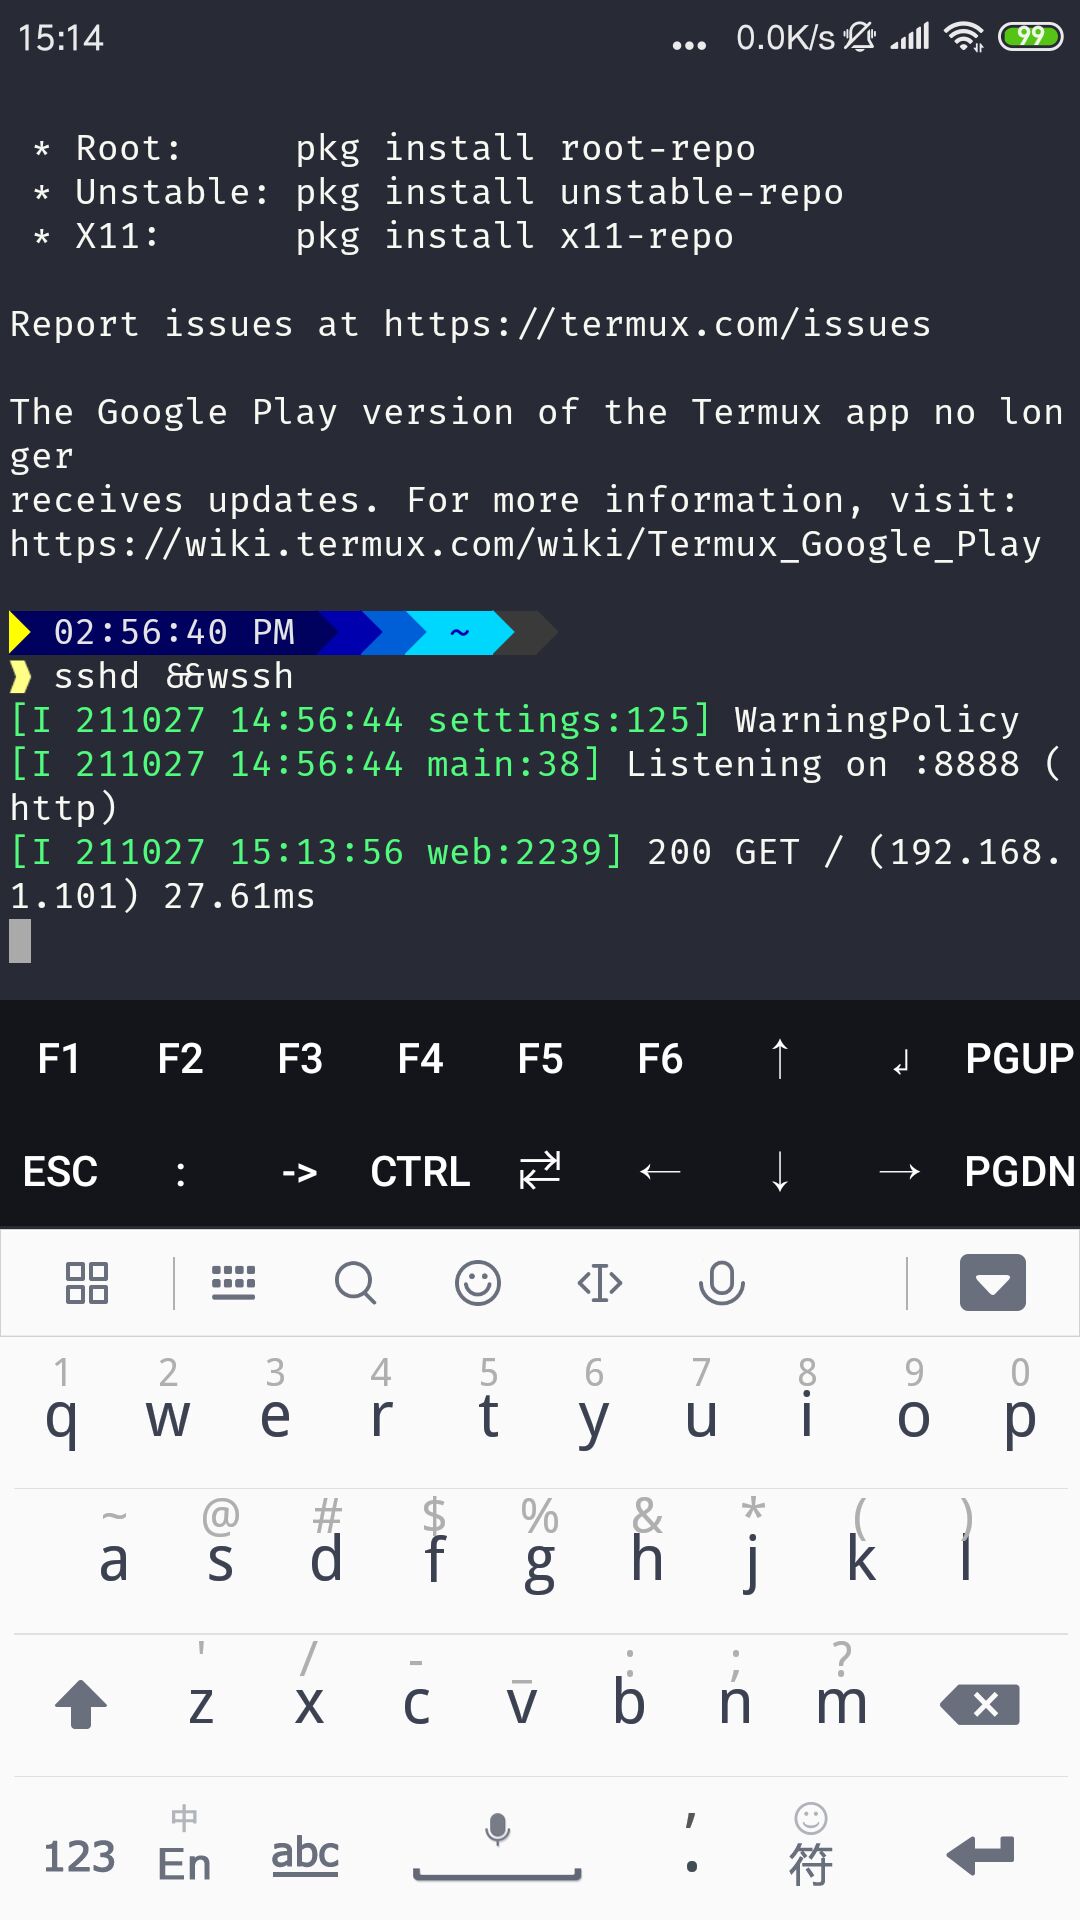 15:14 ... 0.0K/s 99
* Root: pkg install root-repo
* Unstable: pkg install unstable-repo
* X11: pkg install x11-repo
Report issues at https://termux.com/issues
The Google Play version of the Termux app no lon
ger
receives updates. For more information, visit:
https://wiki.termux.com/wiki/Termux_Google_Play
02:56:40 PM ~
❱ sshd &&wssh
[I 211027 14:56:44 settings:125] WarningPolicy
[I 211027 14:56:44 main:38] Listening on :8888 (
http)
[I 211027 15:13:56 web:2239] 200 GET / (192.168.
1.101) 27.61ms
F1 F2 F3 F4 F5 F6 ↑ ↲ PGUP
ESC : -> CTRL ⇄ ← ↓ → PGDN
1 2 3 4 5 6 7 8 9 0
q w e r t y u i o p
~ @ # $ % & * ( )
a s d f g h j k l
' / - _ : ; ?
z x c v b n m
中 ,
123 En abc . 符